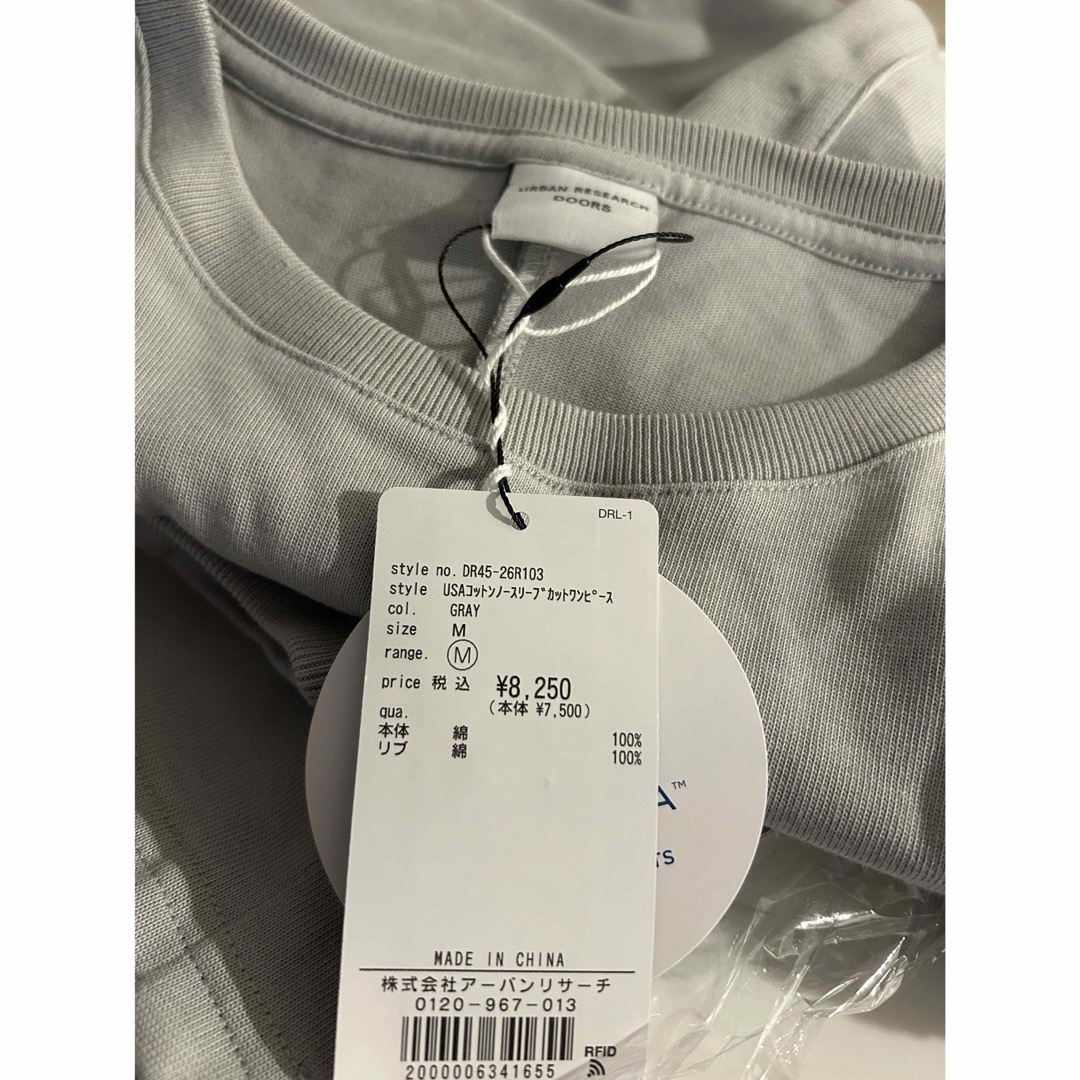 URBAN RESEARCH
DOORS
DRL-1
style no. DR45-26R103
style USAｺｯﾄﾝﾉｰｽﾘｰﾌﾞｶｯﾄﾜﾝﾋﾟｰｽ
col. GRAY
size M
range. Ⓜ
price 税込 ¥8,250
(本体 ¥7,500)
qua.
本体 綿 100%
リブ 綿 100%
MADE IN CHINA
株式会社アーバンリサーチ
0120-967-013
RFID
2000006341655